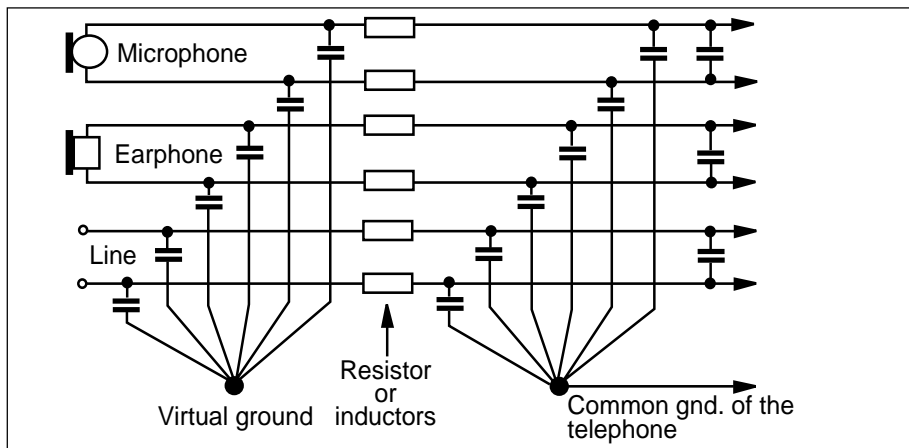 Microphone
Earphone
Line
Resistor
or
inductors
Virtual ground
Common gnd. of the
telephone